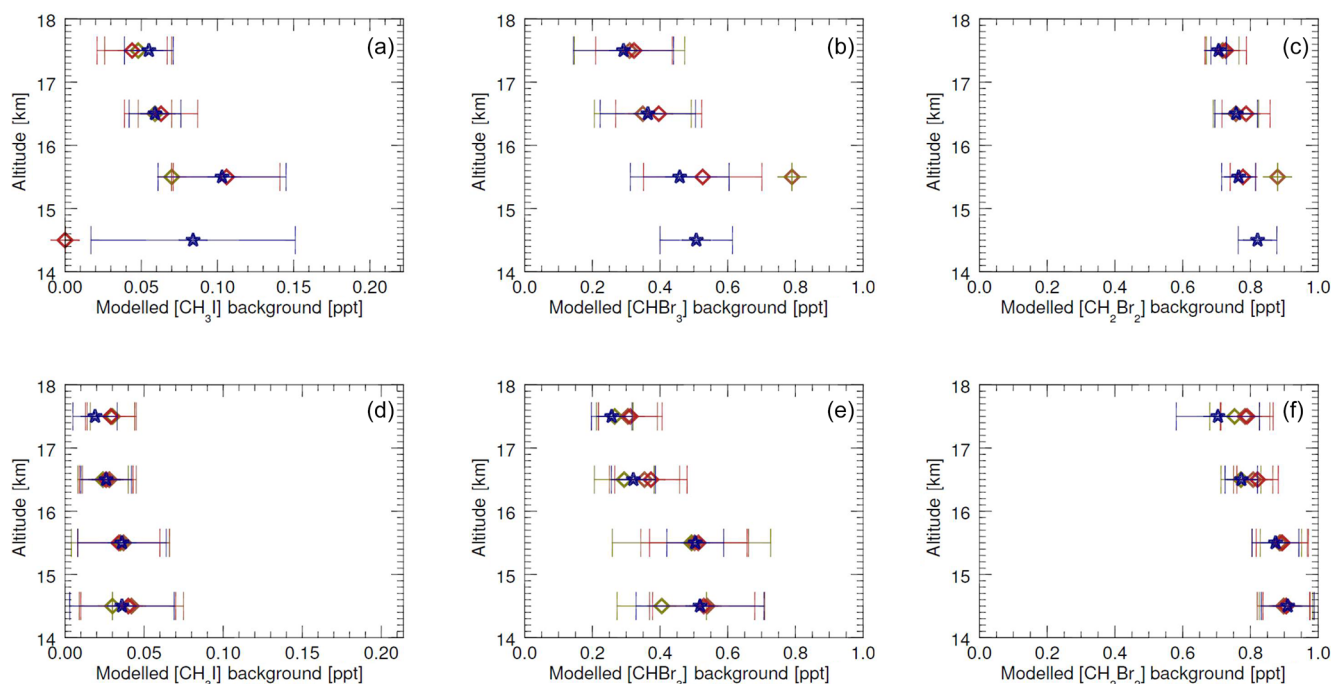 18
17
16
15
14
Altitude [km]
(a)
0.00 0.05 0.10 0.15 0.20
Modelled [CH3I] background [ppt]
18
17
16
15
14
Altitude [km]
(b)
0.0 0.2 0.4 0.6 0.8 1.0
Modelled [CHBr3] background [ppt]
18
17
16
15
14
Altitude [km]
(c)
0.0 0.2 0.4 0.6 0.8 1.0
Modelled [CH2Br2] background [ppt]
18
17
16
15
14
Altitude [km]
(d)
0.00 0.05 0.10 0.15 0.20
Modelled [CH3I] background [ppt]
18
17
16
15
14
Altitude [km]
(e)
0.0 0.2 0.4 0.6 0.8 1.0
Modelled [CHBr3] background [ppt]
18
17
16
15
14
Altitude [km]
(f)
0.0 0.2 0.4 0.6 0.8 1.0
Modelled [CH2Br2] background [ppt]